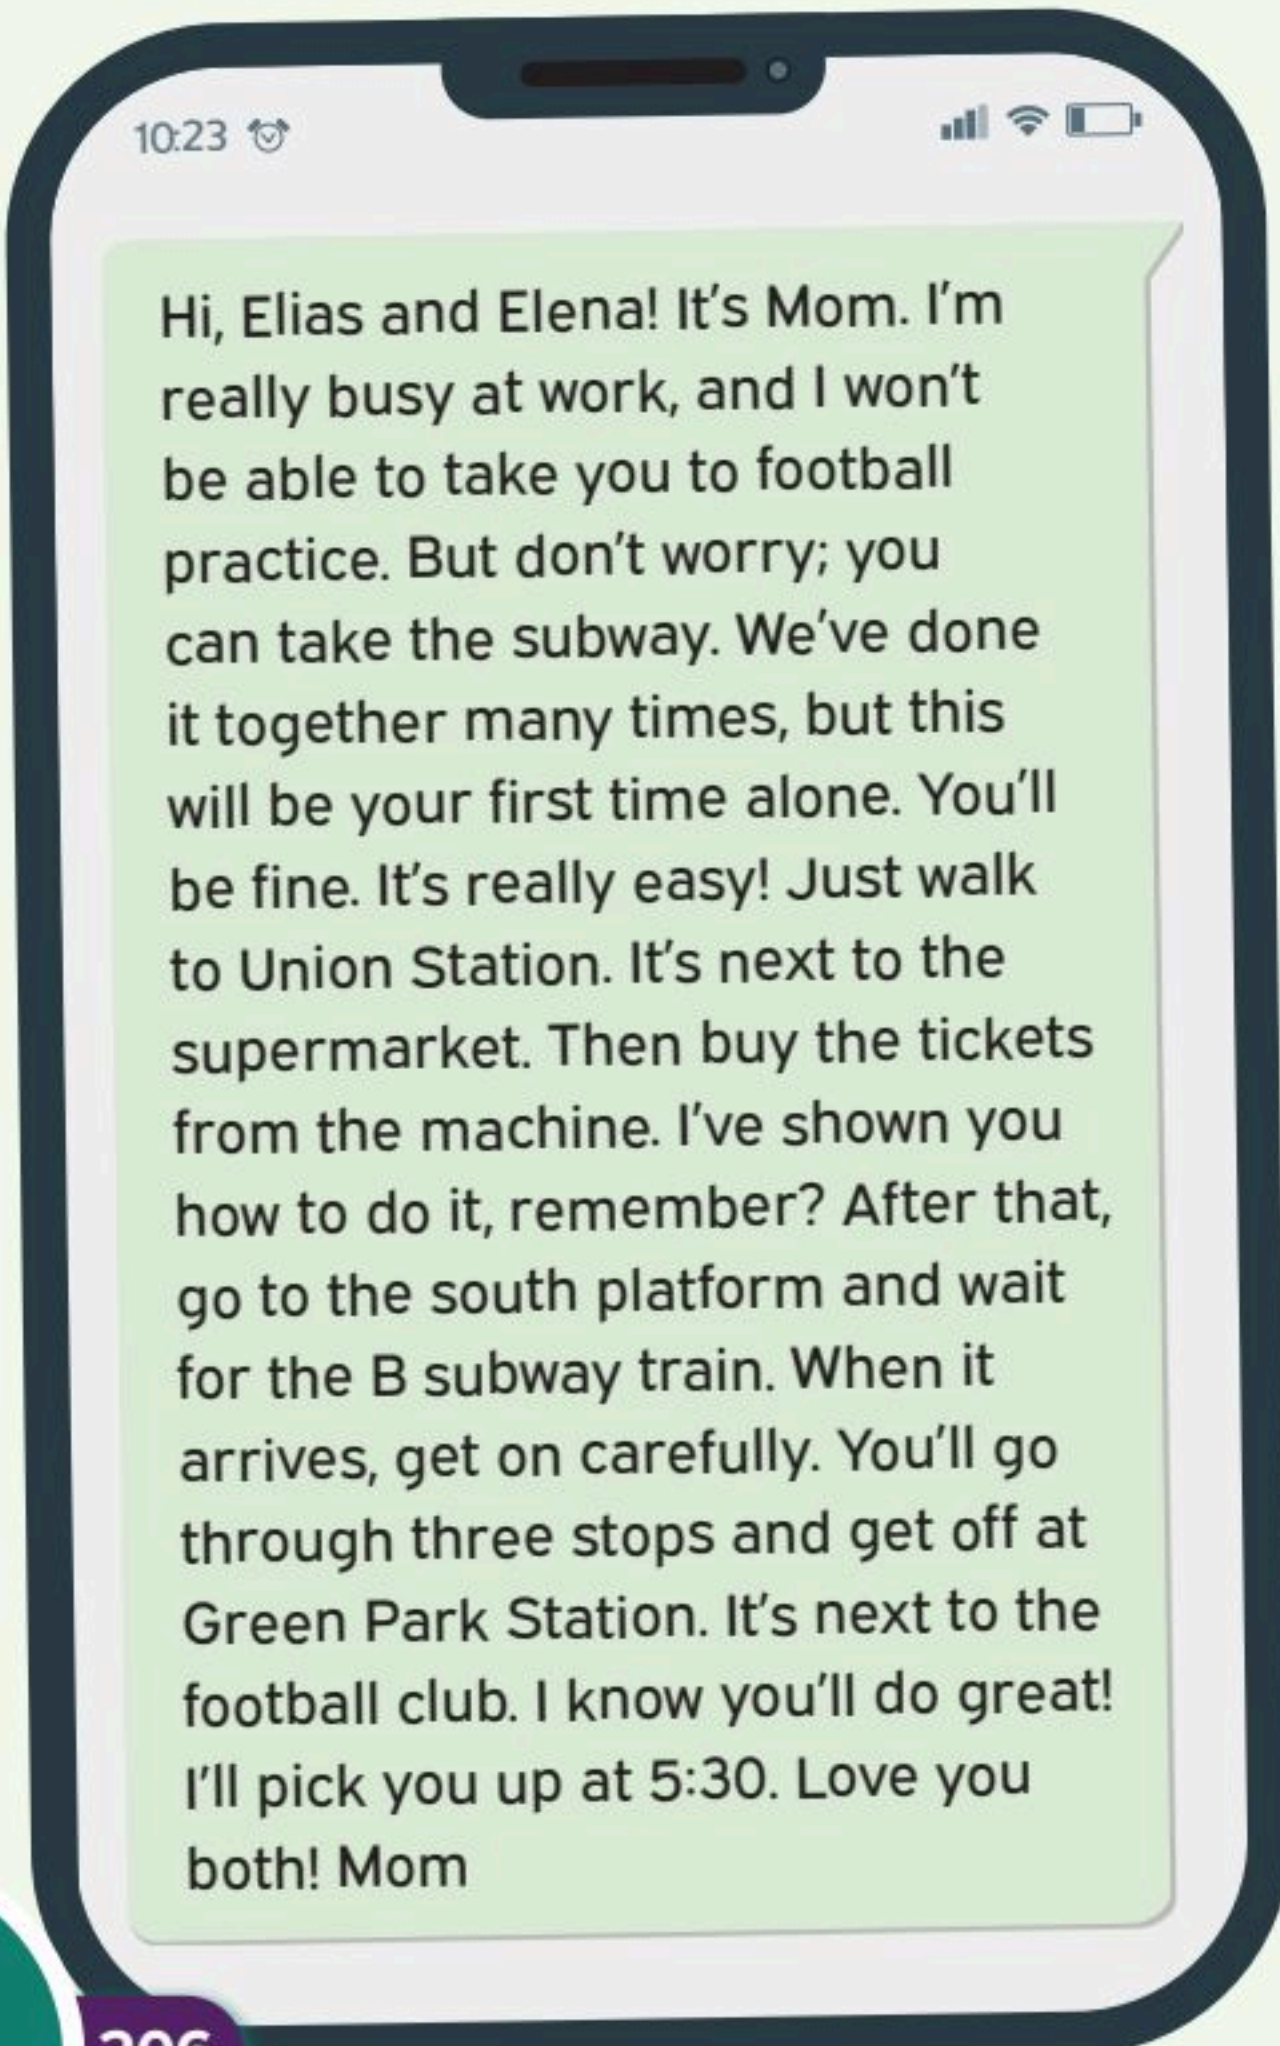 10:23
Hi, Elias and Elena! It's Mom. I'm
really busy at work, and I won't
be able to take you to football
practice. But don't worry; you
can take the subway. We've done
it together many times, but this
will be your first time alone. You'll
be fine. It's really easy! Just walk
to Union Station. It's next to the
supermarket. Then buy the tickets
from the machine. I've shown you
how to do it, remember? After that,
go to the south platform and wait
for the B subway train. When it
arrives, get on carefully. You'll go
through three stops and get off at
Green Park Station. It's next to the
football club. I know you'll do great!
I'll pick you up at 5:30. Love you
both! Mom